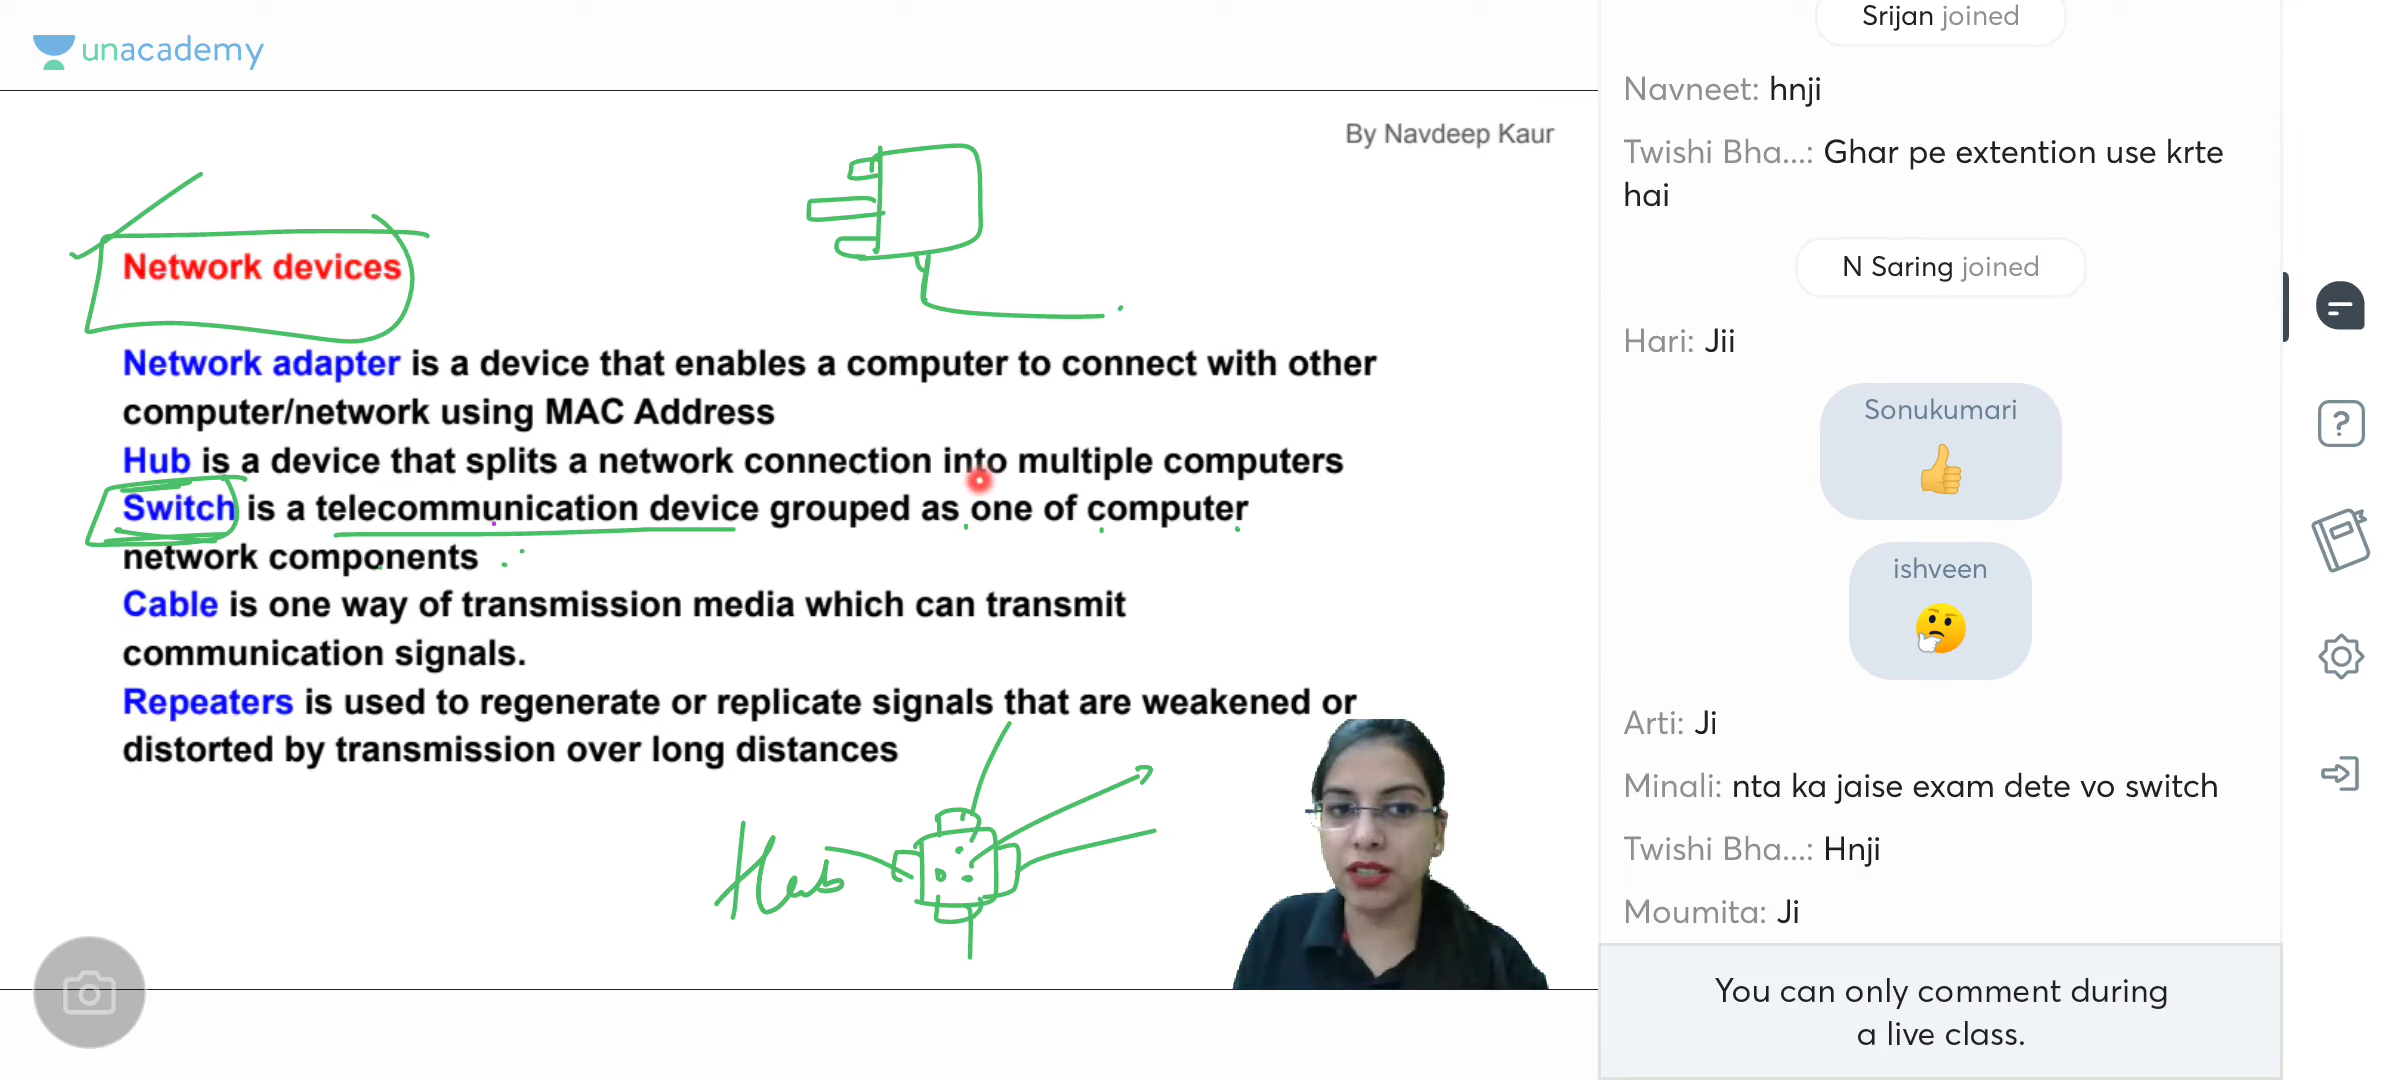 unacademy
By Navdeep Kaur
Network devices
Network adapter is a device that enables a computer to connect with other
computer/network using MAC Address
Hub is a device that splits a network connection into multiple computers
Switch is a telecommunication device grouped as one of computer
network components
Cable is one way of transmission media which can transmit
communication signals.
Repeaters is used to regenerate or replicate signals that are weakened or
distorted by transmission over long distances
Hub
Srijan joined
Navneet: hnji
Twishi Bha...: Ghar pe extention use krte
hai
N Saring joined
Hari: Jii
Sonukumari
ishveen
Arti: Ji
Minali: nta ka jaise exam dete vo switch
Twishi Bha...: Hnji
Moumita: Ji
You can only comment during
a live class.
?